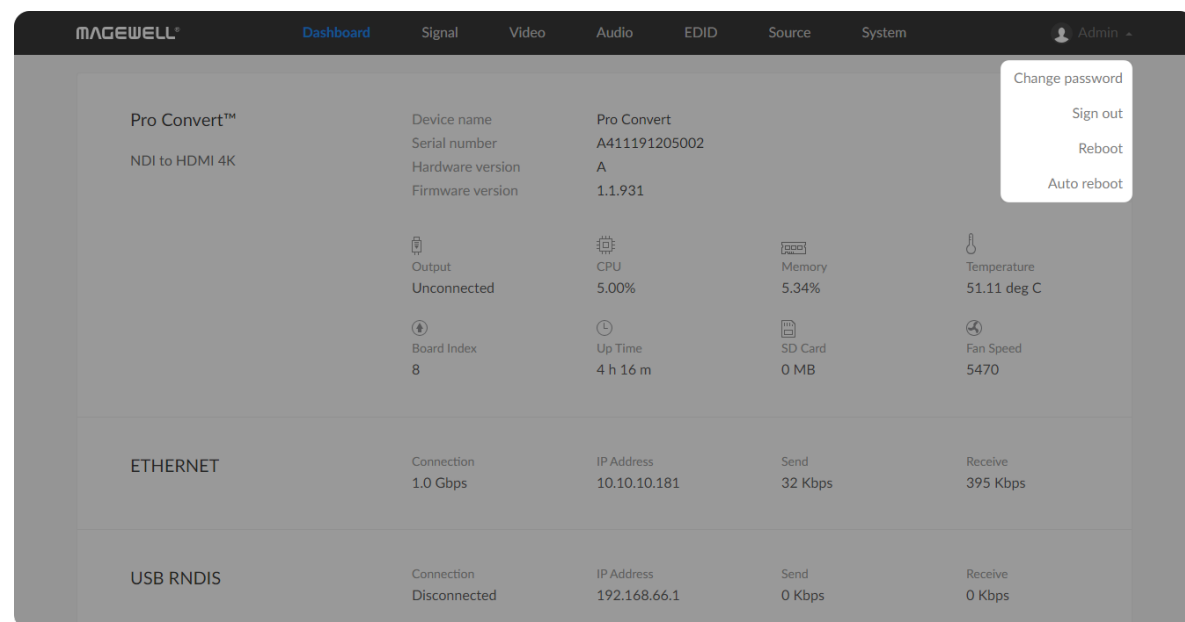 MAGEWELL® Dashboard Signal Video Audio EDID Source System Admin
Change password
Sign out
Reboot
Auto reboot
Pro Convert™
NDI to HDMI 4K
Device name Pro Convert
Serial number A411191205002
Hardware version A
Firmware version 1.1.931
Output CPU Memory Temperature
Unconnected 5.00% 5.34% 51.11 deg C
Board Index Up Time SD Card Fan Speed
8 4 h 16 m 0 MB 5470
ETHERNET
Connection IP Address Send Receive
1.0 Gbps 10.10.10.181 32 Kbps 395 Kbps
USB RNDIS
Connection IP Address Send Receive
Disconnected 192.168.66.1 0 Kbps 0 Kbps